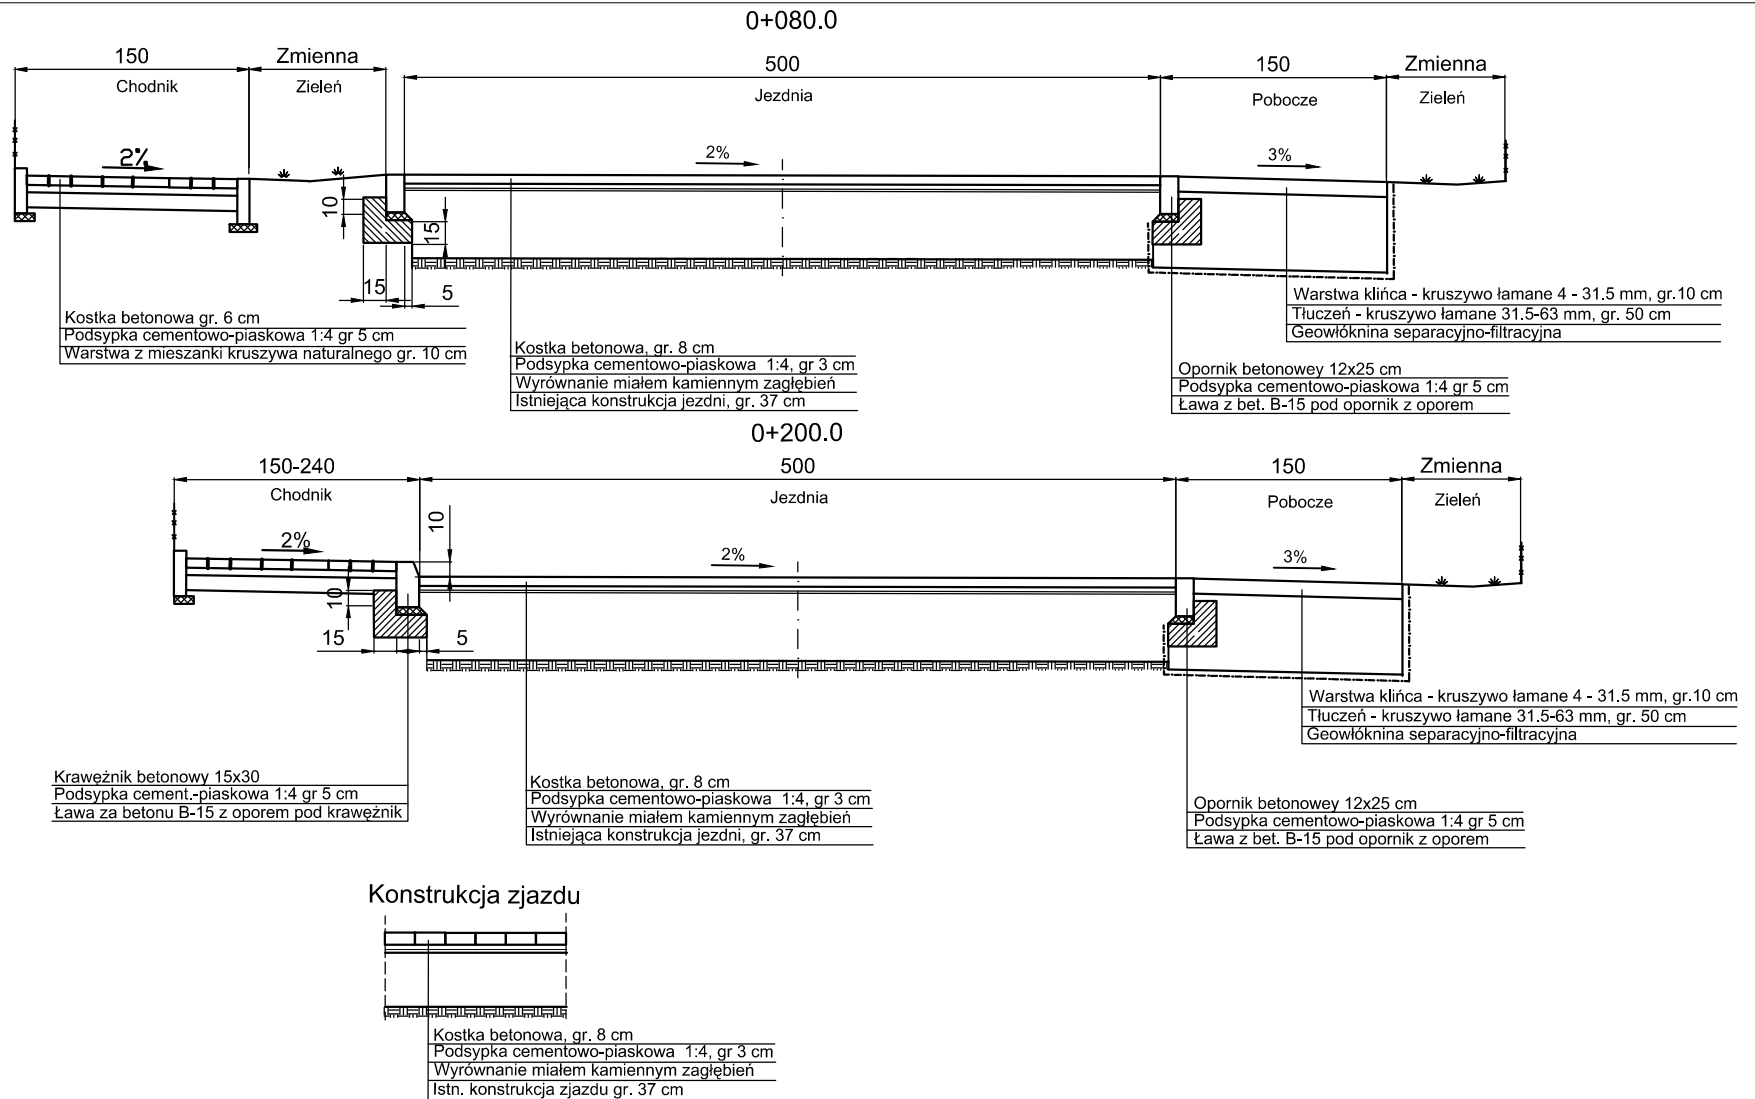 0+080.0
150
Zmienna
500
150
Zmienna
Chodnik
Zieleń
Jezdnia
Pobocze
Zieleń
2%
2%
3%
10
15
15
5
Kostka betonowa gr. 6 cm
Podsypka cementowo-piaskowa 1:4 gr 5 cm
Warstwa z mieszanki kruszywa naturalnego gr. 10 cm
Kostka betonowa, gr. 8 cm
Podsypka cementowo-piaskowa 1:4, gr 3 cm
Wyrównanie miałem kamiennym zagłębień
Istniejąca konstrukcja jezdni, gr. 37 cm
Warstwa klińca - kruszywo łamane 4 - 31.5 mm, gr.10 cm
Tłuczeń - kruszywo łamane 31.5-63 mm, gr. 50 cm
Geowłóknina separacyjno-filtracyjna
Opornik betonowey 12x25 cm
Podsypka cementowo-piaskowa 1:4 gr 5 cm
Ława z bet. B-15 pod opornik z oporem
0+200.0
150-240
500
150
Zmienna
Chodnik
Jezdnia
Pobocze
Zieleń
10
2%
2%
3%
10
15
5
Warstwa klińca - kruszywo łamane 4 - 31.5 mm, gr.10 cm
Tłuczeń - kruszywo łamane 31.5-63 mm, gr. 50 cm
Geowłóknina separacyjno-filtracyjna
Krawężnik betonowy 15x30
Podsypka cement.-piaskowa 1:4 gr 5 cm
Ława za betonu B-15 z oporem pod krawężnik
Kostka betonowa, gr. 8 cm
Podsypka cementowo-piaskowa 1:4, gr 3 cm
Wyrównanie miałem kamiennym zagłębień
Istniejąca konstrukcja jezdni, gr. 37 cm
Opornik betonowey 12x25 cm
Podsypka cementowo-piaskowa 1:4 gr 5 cm
Ława z bet. B-15 pod opornik z oporem
Konstrukcja zjazdu
Kostka betonowa, gr. 8 cm
Podsypka cementowo-piaskowa 1:4, gr 3 cm
Wyrównanie miałem kamiennym zagłębień
Istn. konstrukcja zjazdu gr. 37 cm